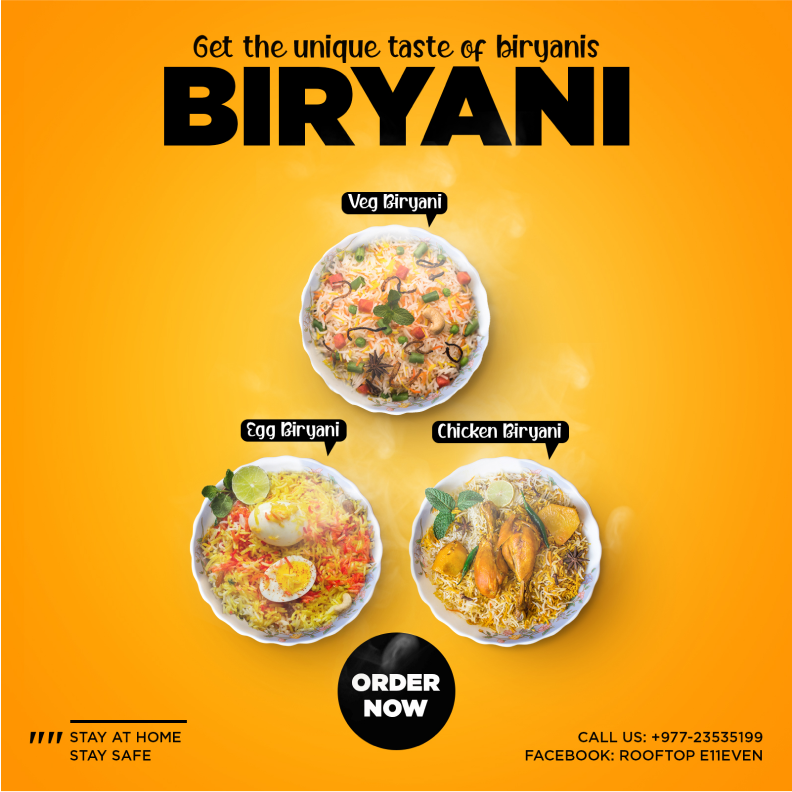 Get the unique taste of biryanis
BIRYANI
Veg Biryani
Egg Biryani
Chicken Biryani
ORDER
NOW
STAY AT HOME
STAY SAFE
CALL US: +977-23535199
FACEBOOK: ROOFTOP E11EVEN